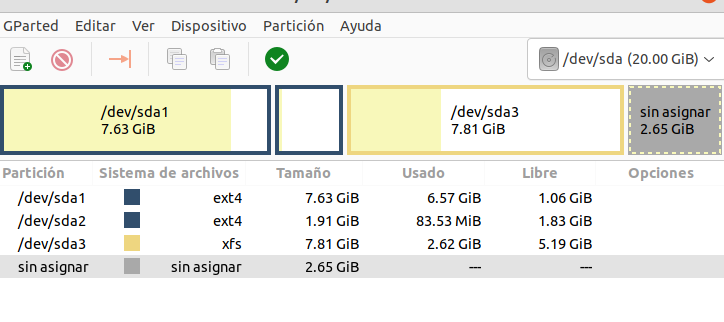 GParted Editar Ver Dispositivo Partición Ayuda
/dev/sda (20.00 GiB)
/dev/sda1
7.63 GiB
/dev/sda3
7.81 GiB
sin asignar
2.65 GiB
Partición Sistema de archivos Tamaño Usado Libre Opciones
/dev/sda1 ext4 7.63 GiB 6.57 GiB 1.06 GiB
/dev/sda2 ext4 1.91 GiB 83.53 MiB 1.83 GiB
/dev/sda3 xfs 7.81 GiB 2.62 GiB 5.19 GiB
sin asignar sin asignar 2.65 GiB --- ---